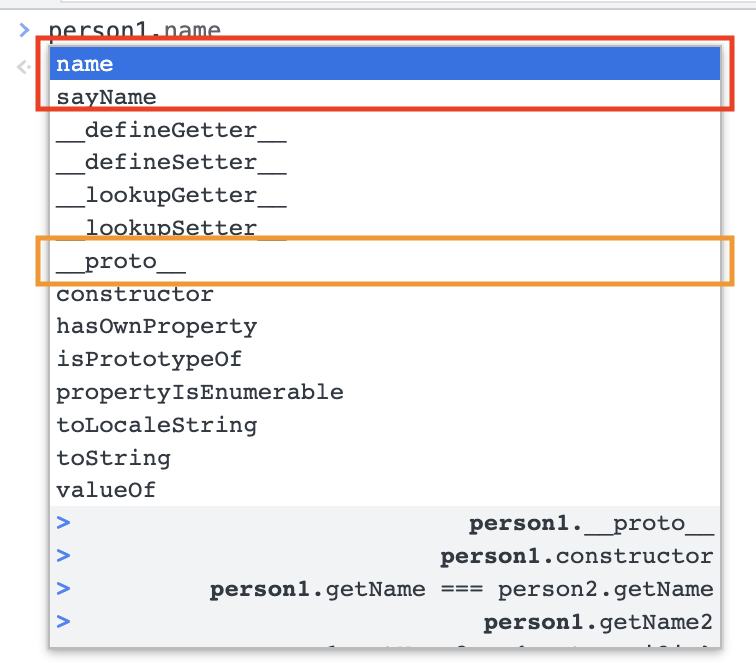 > person1.name
name
sayName
__defineGetter__
__defineSetter__
__lookupGetter__
__lookupSetter__
__proto__
constructor
hasOwnProperty
isPrototypeOf
propertyIsEnumerable
toLocaleString
toString
valueOf
> person1.__proto__
> person1.constructor
> person1.getName === person2.getName
> person1.getName2